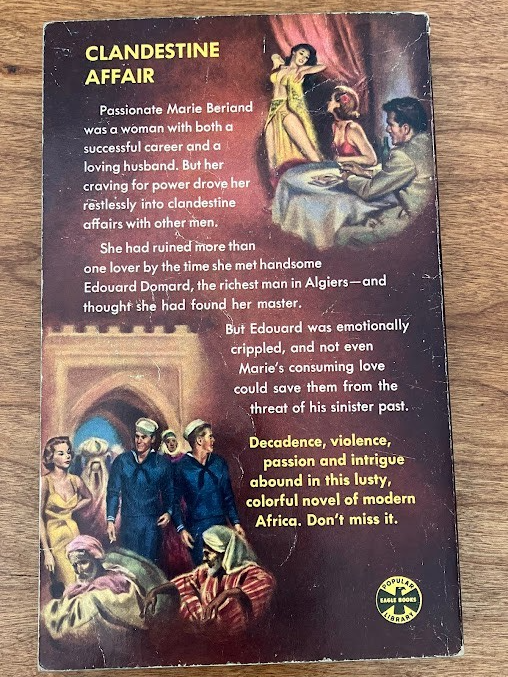 CLANDESTINE
AFFAIR
Passionate Marie Beriand
was a woman with both a
successful career and a
loving husband. But her
craving for power drove her
restlessly into clandestine
affairs with other men.
She had ruined more than
one lover by the time she met handsome
Edouard Domard, the richest man in Algiers—and
thought she had found her master.
But Edouard was emotionally
crippled, and not even
Marie's consuming love
could save them from the
threat of his sinister past.
Decadence, violence,
passion and intrigue
abound in this lusty,
colorful novel of modern
Africa. Don't miss it.
POPULAR
EAGLE BOOKS
LIBRARY